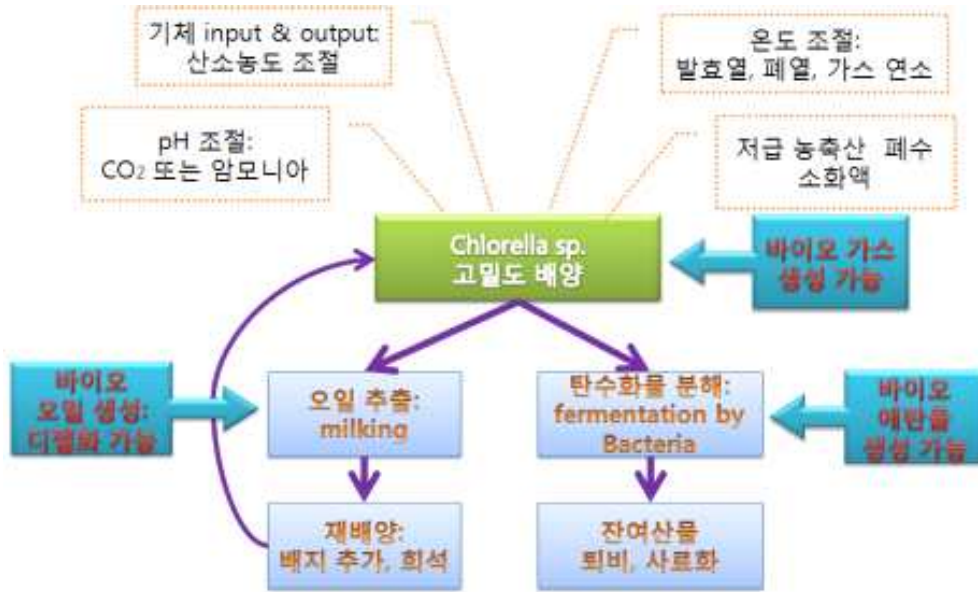 기체 input & output:
산소농도 조절
온도 조절:
발효열, 폐열, 가스 연소
pH 조절:
CO2 또는 암모니아
저급 농축산 폐수
소화액
Chlorella sp.
고밀도 배양
바이오 가스
생성 가능
바이오
오일 생성:
디젤화 가능
오일 추출:
milking
탄수화물 분해:
fermentation by
Bacteria
바이오
에탄올
생성 가능
재배양:
배지 추가, 희석
잔여산물
퇴비, 사료화